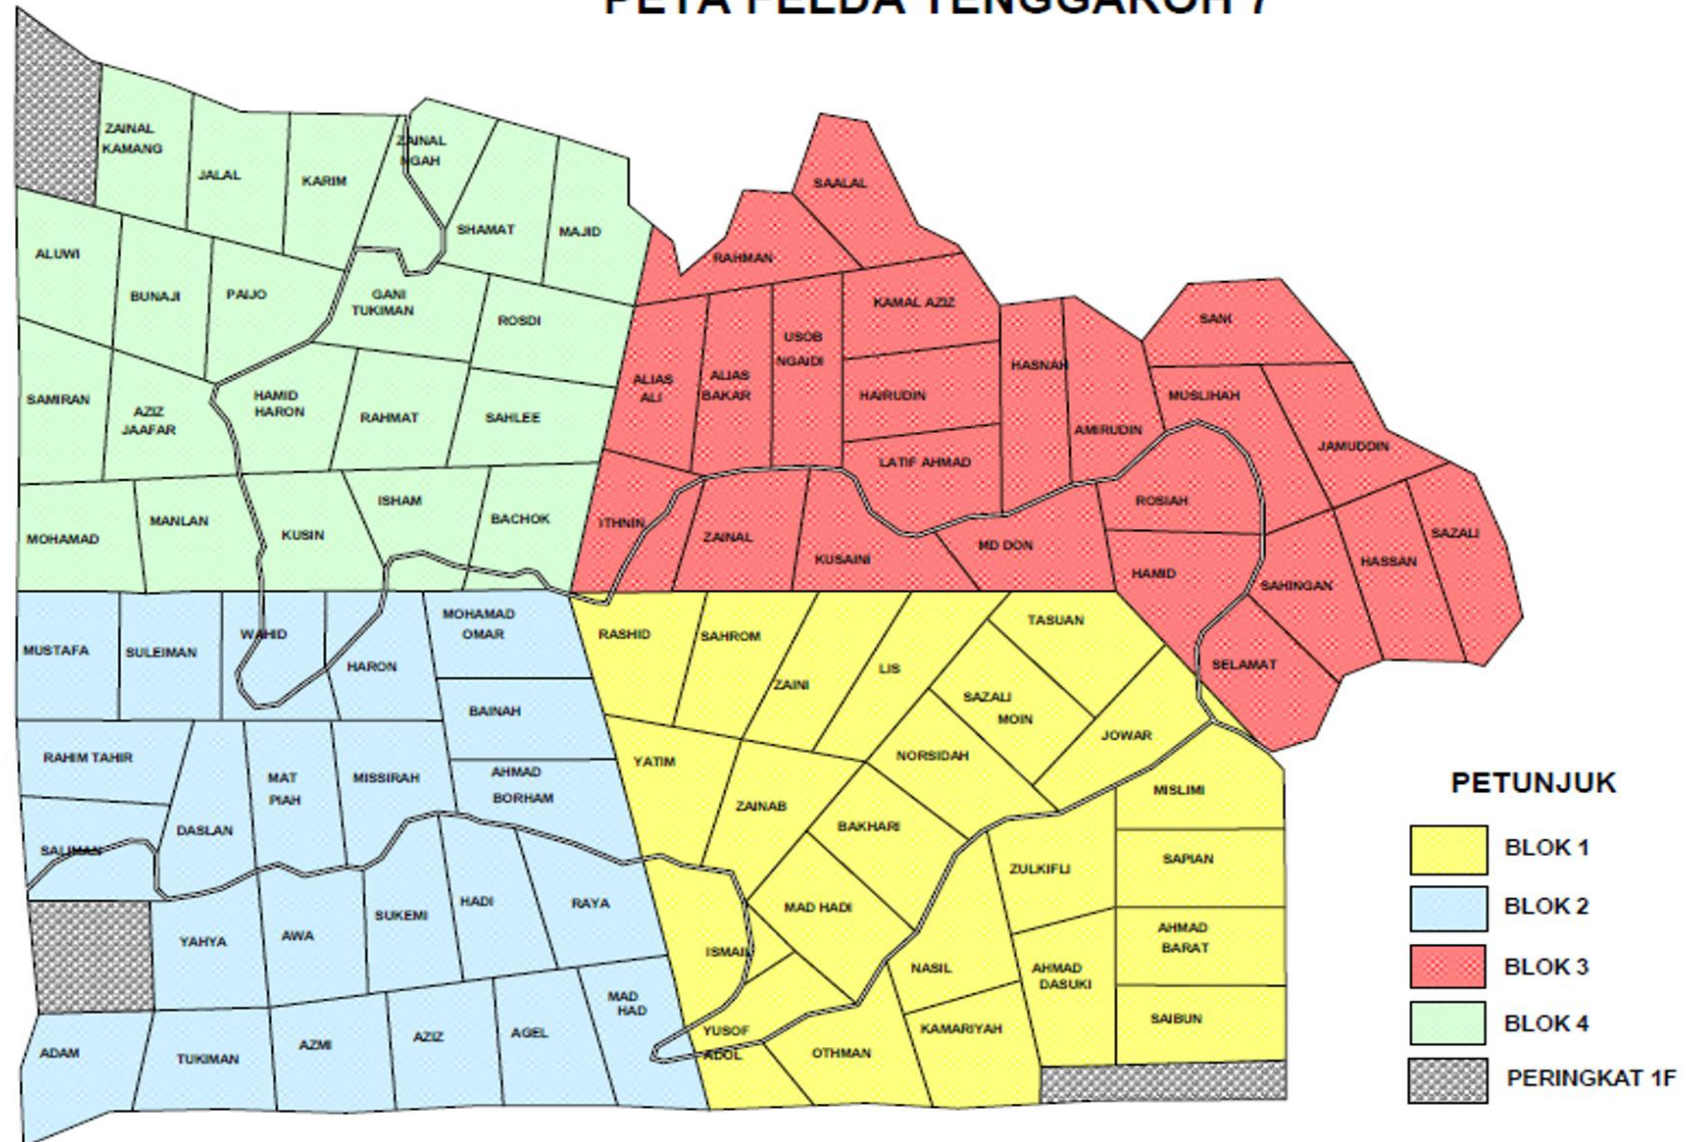 PETA FELDA TENGGAROH 7
ZAINAL
KAMANG
JALAL
KARIM
ZAINAL
NGAH
SHAMAT
MAJID
ALUWI
BUNAJI
PAIJO
GANI
TUKIMAN
ROSDI
SAMIRAN
AZIZ
JAAFAR
HAMID
HARON
RAHMAT
SAHLEE
MOHAMAD
MANLAN
KUSIN
ISHAM
BACHOK
SAALAL
RAHMAN
KAMAL AZIZ
USOB
NGAIDI
ALIAS
ALI
ALIAS
BAKAR
HAIRUDIN
LATIF AHMAD
HASNAH
AMIRUDIN
SANI
MUSLIHAH
JAMUDDIN
ITHNIN
ZAINAL
KUSAINI
MD DON
ROSIAH
HAMID
SAHINGAN
HASSAN
SAZALI
SELAMAT
MUSTAFA
SULEIMAN
WAHID
HARON
MOHAMAD
OMAR
BAINAH
RAHIM TAHIR
SALIMAN
DASLAN
MAT
PIAH
MISSIRAH
AHMAD
BORHAM
YAHYA
AWA
SUKEMI
HADI
RAYA
ADAM
TUKIMAN
AZMI
AZIZ
AGEL
MAD
HAD
RASHID
SAHROM
ZAINI
LIS
TASUAN
SAZALI
MOIN
JOWAR
YATIM
ZAINAB
NORSIDAH
BAKHARI
MISLIMI
SAPIAN
ZULKIFLI
MAD HADI
AHMAD
BARAT
ISMAIL
NASIL
AHMAD
DASUKI
SAIBUN
YUSOF
ADOL
OTHMAN
KAMARIYAH
PETUNJUK
BLOK 1
BLOK 2
BLOK 3
BLOK 4
PERINGKAT 1F